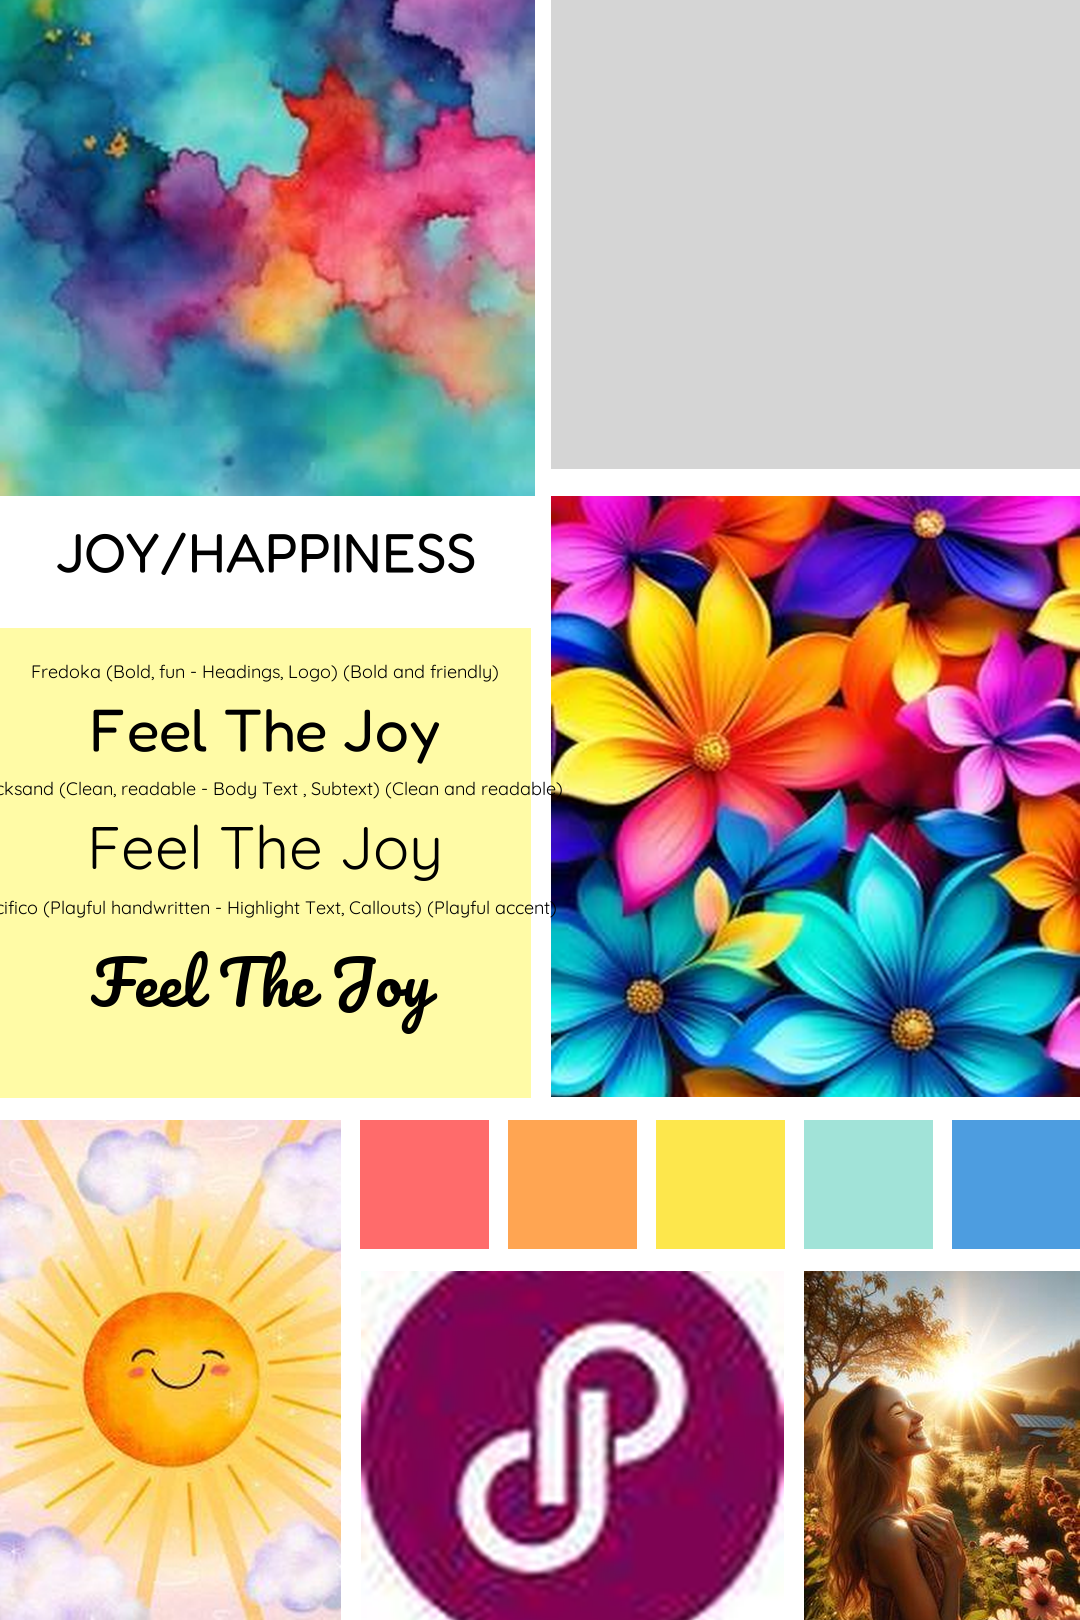 JOY/HAPPINESS
Fredoka (Bold, fun - Headings, Logo) (Bold and friendly)
Feel The Joy
cksand (Clean, readable - Body Text , Subtext) (Clean and readable)
Feel The Joy
cifico (Playful handwritten - Highlight Text, Callouts) (Playful accent)
Feel The Joy